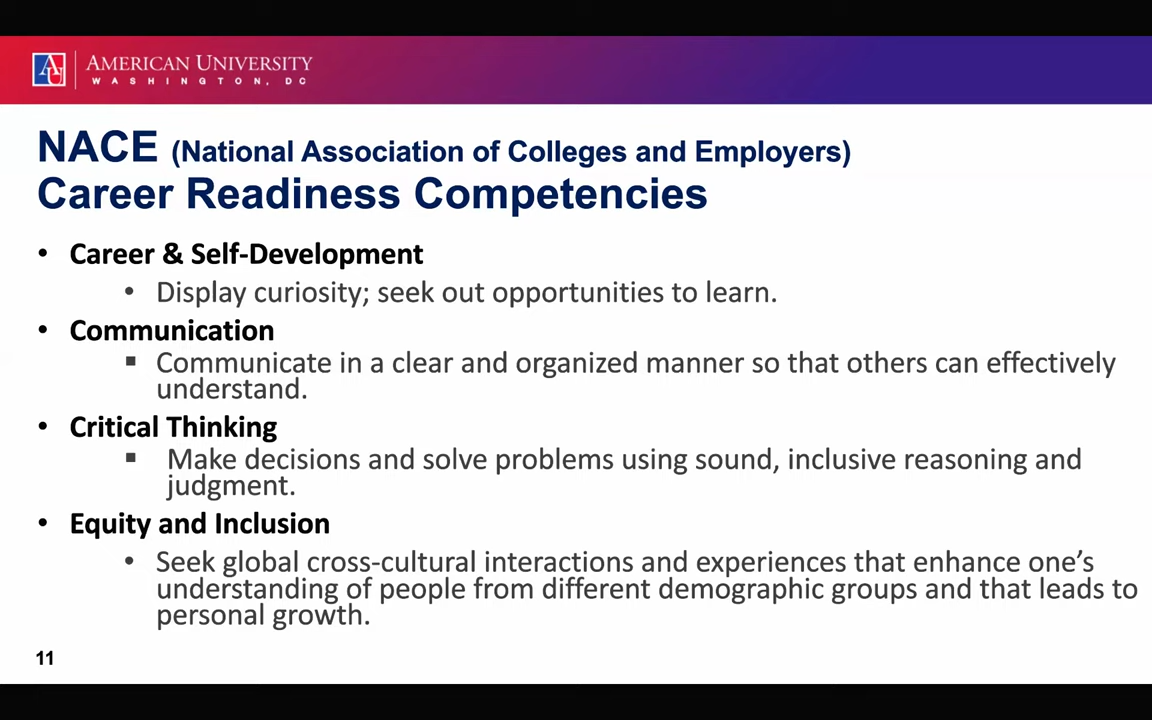 AMERICAN UNIVERSITY
WASHINGTON, DC
NACE (National Association of Colleges and Employers)
Career Readiness Competencies
• Career & Self-Development
• Display curiosity; seek out opportunities to learn.
• Communication
▪ Communicate in a clear and organized manner so that others can effectively
understand.
• Critical Thinking
▪ Make decisions and solve problems using sound, inclusive reasoning and
judgment.
• Equity and Inclusion
• Seek global cross-cultural interactions and experiences that enhance one’s
understanding of people from different demographic groups and that leads to
personal growth.
11